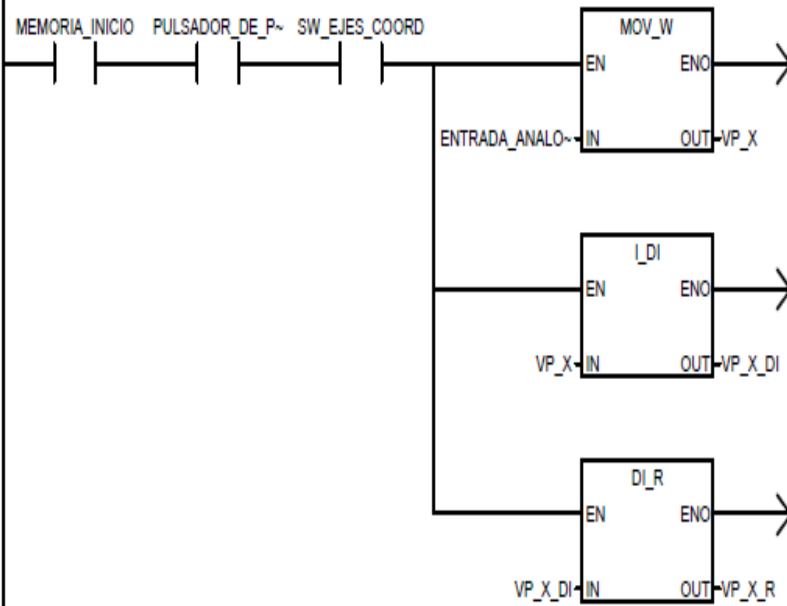 MEMORIA_INICIO PULSADOR_DE_P~ SW_EJES_COORD
MOV_W
EN ENO
ENTRADA_ANALO~ IN OUT VP_X
I_DI
EN ENO
VP_X IN OUT VP_X_DI
DI_R
EN ENO
VP_X_DI IN OUT VP_X_R